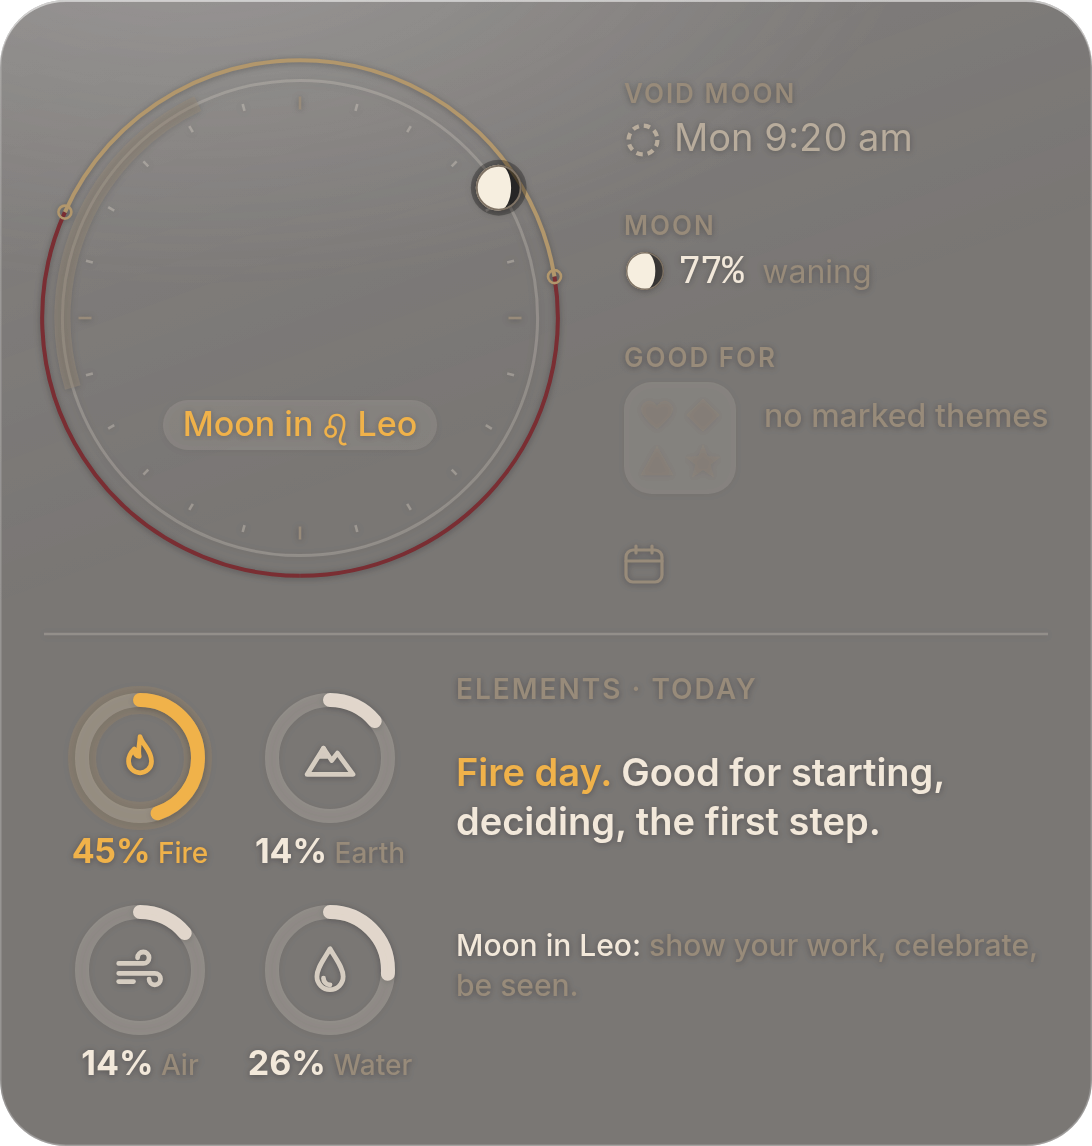 VOID MOON
Mon 9:20 am
MOON
77% waning
GOOD FOR
no marked themes
Moon in ♌ Leo
ELEMENTS · TODAY
Fire day. Good for starting,
deciding, the first step.
45% Fire
14% Earth
Moon in Leo: show your work, celebrate,
be seen.
14% Air
26% Water